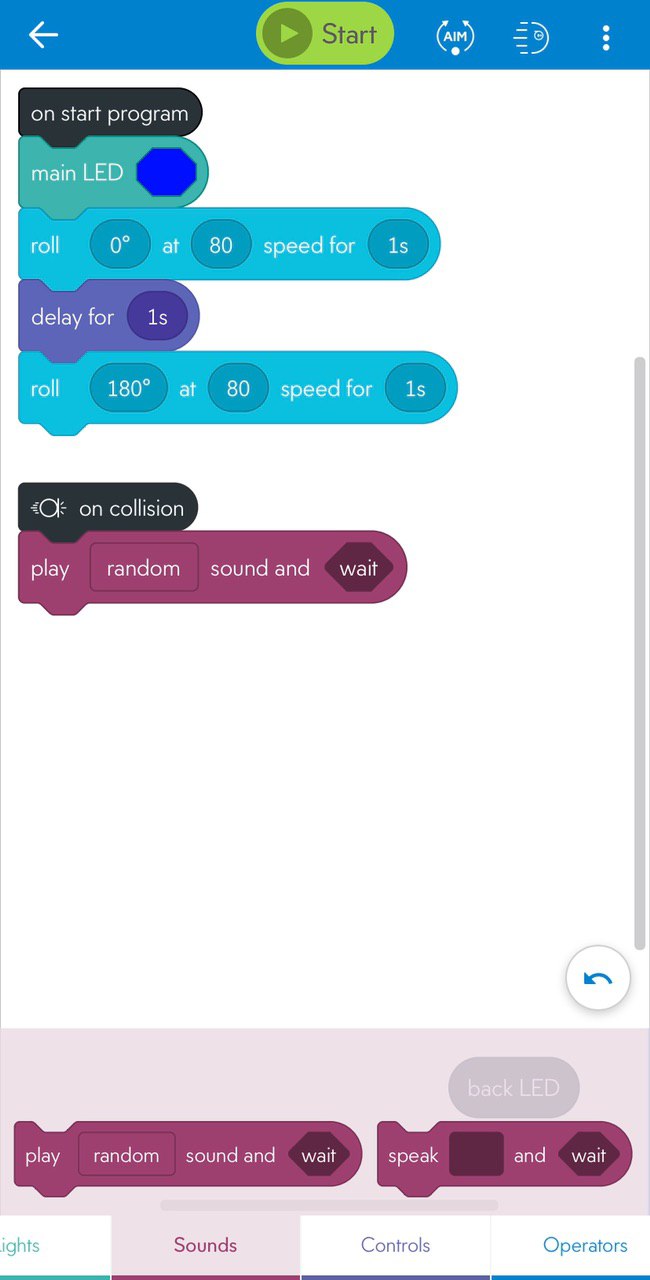 Start AIM
on start program
main LED
roll 0° at 80 speed for 1s
delay for 1s
roll 180° at 80 speed for 1s
on collision
play random sound and wait
back LED
play random sound and wait speak and wait
ights Sounds Controls Operators